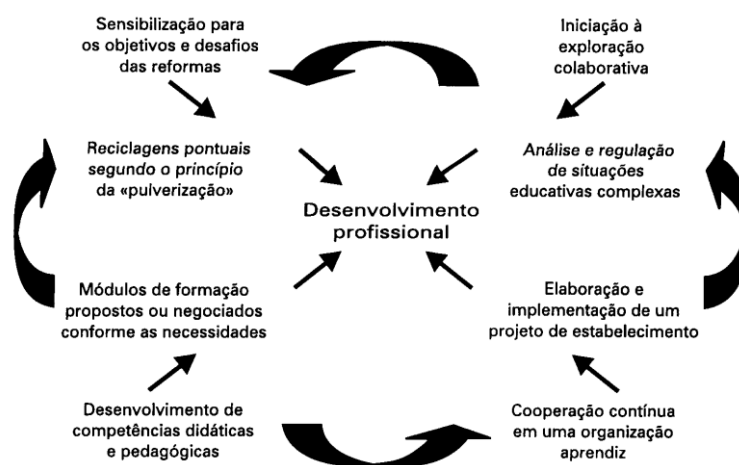 Sensibilização para
os objetivos e desafios
das reformas
Iniciação à
exploração
colaborativa
Reciclagens pontuais
segundo o princípio
da «pulverização»
Análise e regulação
de situações
educativas complexas
Desenvolvimento
profissional
Módulos de formação
propostos ou negociados
conforme as necessidades
Elaboração e
implementação de um
projeto de estabelecimento
Desenvolvimento de
competências didáticas
e pedagógicas
Cooperação contínua
em uma organização
aprendiz